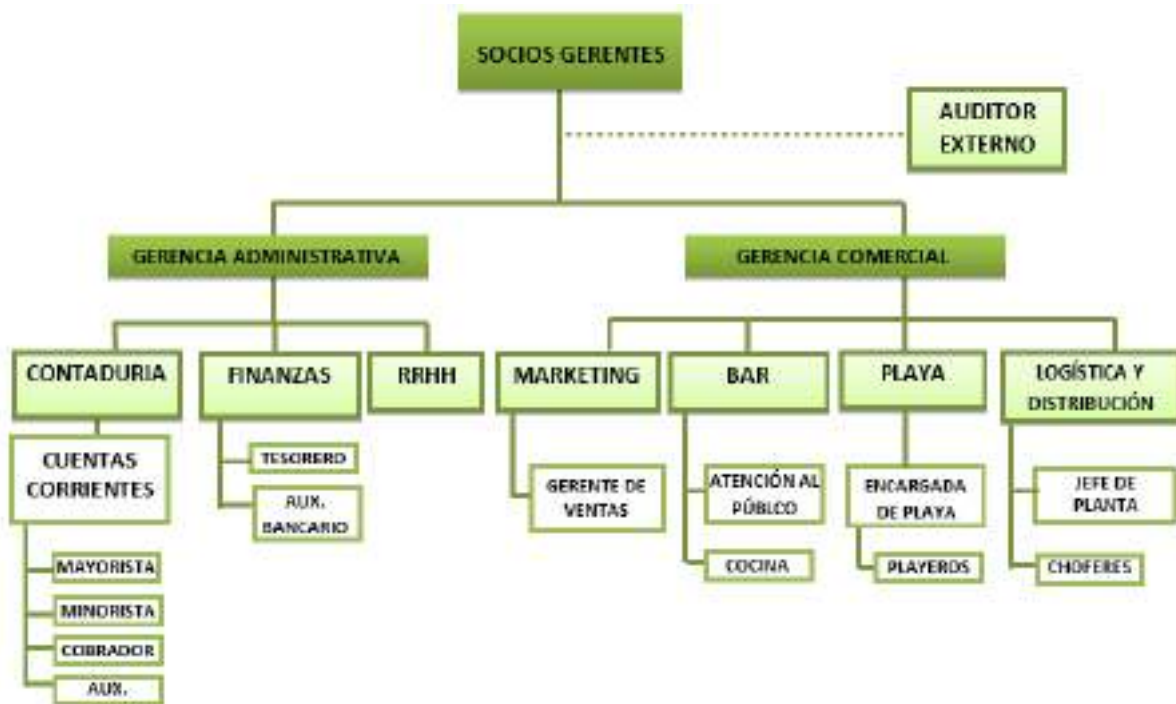 SOCIOS GERENTES
AUDITOR
EXTERNO
GERENCIA ADMINISTRATIVA
GERENCIA COMERCIAL
CONTADURIA
FINANZAS
RRHH
MARKETING
BAR
PLAYA
LOGÍSTICA Y
DISTRIBUCIÓN
CUENTAS
CORRIENTES
TESORERO
AUX.
BANCARIO
GERENTE DE
VENTAS
ATENCIÓN AL
PÚBLCO
ENCARGADA
DE PLAYA
JEFE DE
PLANTA
COCINA
PLAYEROS
CHOFERES
MAYORISTA
MINORISTA
COBRADOR
AUX.